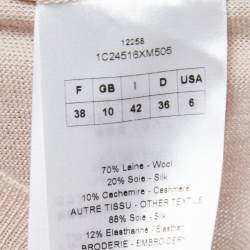 12258
1C24516XM505
F GB I D USA
38 10 42 36 6
70% Laine - Wool
20% Soie - Silk
10% Cachemire - Cashmere
AUTRE TISSU - OTHER TEXTILE
88% Soie - Silk
12% Elasthanne - Elasthan
BRODERIE - EMBROIDERY